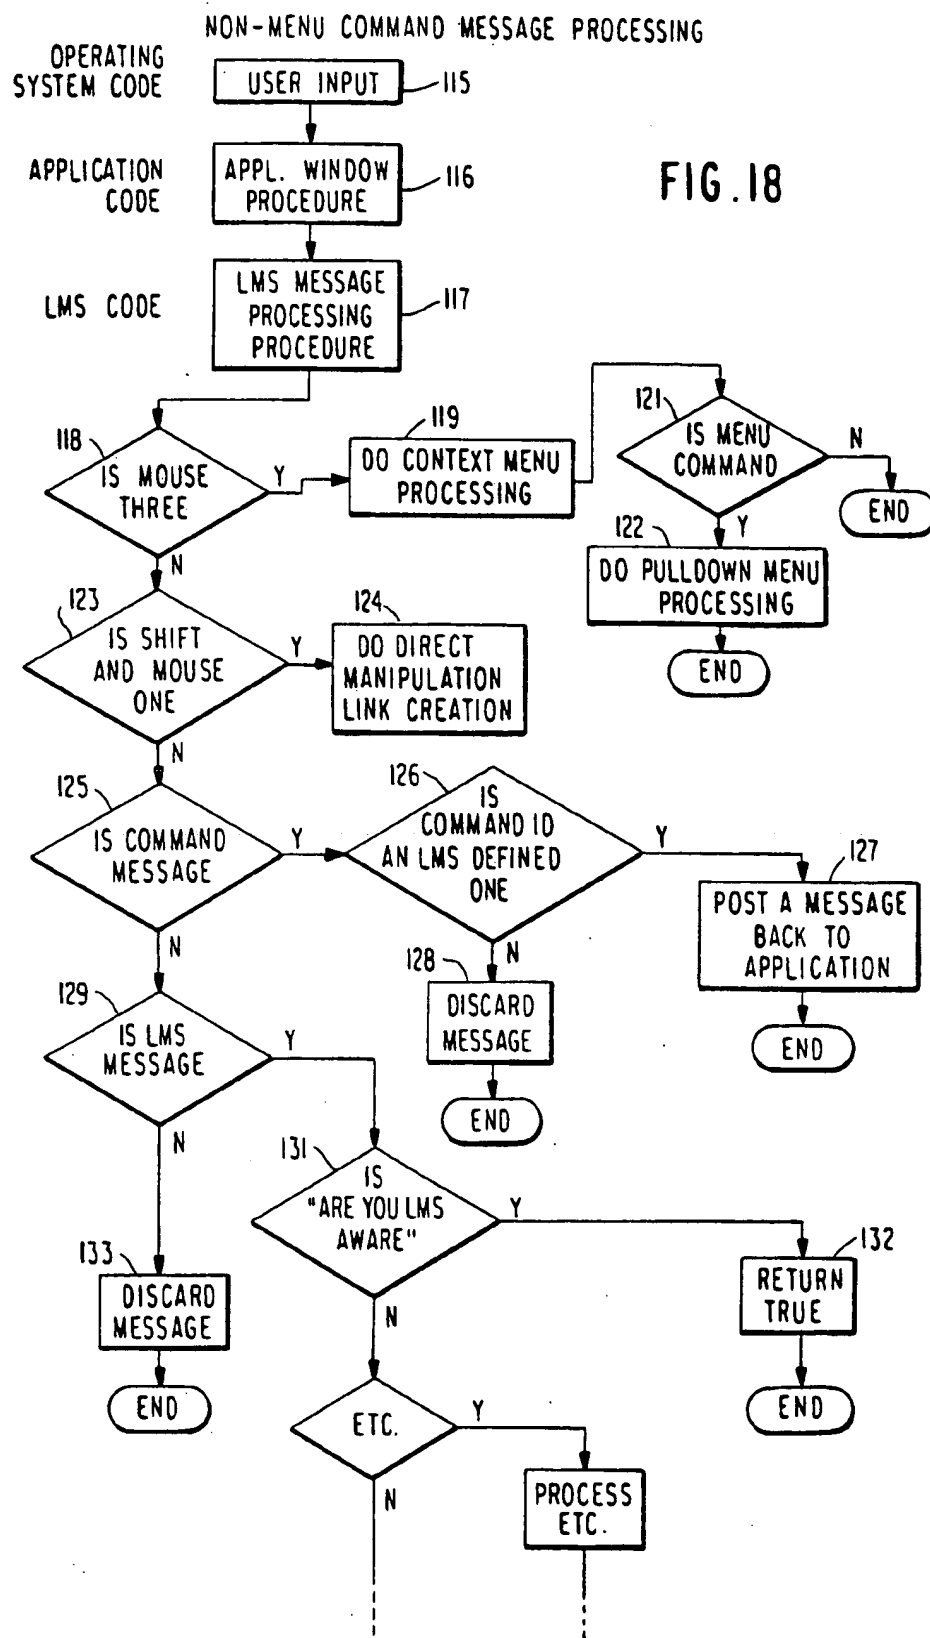 NON-MENU COMMAND MESSAGE PROCESSING
OPERATING
SYSTEM CODE
USER INPUT
115
APPLICATION
CODE
APPL. WINDOW
PROCEDURE
116
FIG.18
LMS CODE
LMS MESSAGE
PROCESSING
PROCEDURE
117
118
IS MOUSE
THREE
Y
N
119
DO CONTEXT MENU
PROCESSING
121
IS MENU
COMMAND
N
END
Y
122
DO PULLDOWN MENU
PROCESSING
END
123
IS SHIFT
AND MOUSE
ONE
Y
N
124
DO DIRECT
MANIPULATION
LINK CREATION
125
IS COMMAND
MESSAGE
Y
N
126
IS
COMMAND ID
AN LMS DEFINED
ONE
Y
N
127
POST A MESSAGE
BACK TO
APPLICATION
END
128
DISCARD
MESSAGE
END
129
IS LMS
MESSAGE
Y
N
131
IS
"ARE YOU LMS
AWARE"
Y
N
132
RETURN
TRUE
END
133
DISCARD
MESSAGE
END
ETC.
Y
N
PROCESS
ETC.